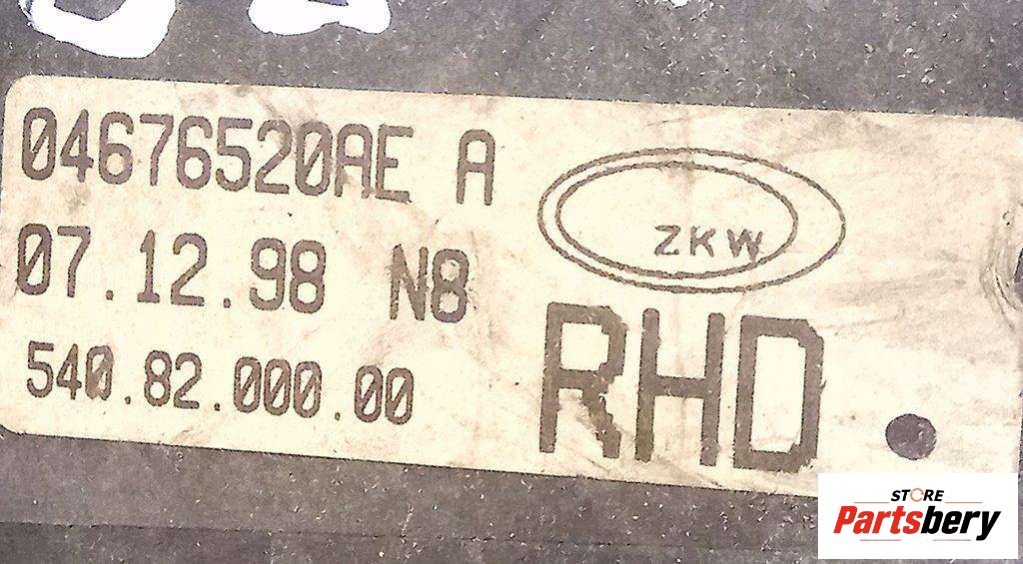 04676520AE A
ZKW
07.12.98 N8
RHD.
540.82.000.00
STORE
Partsbery